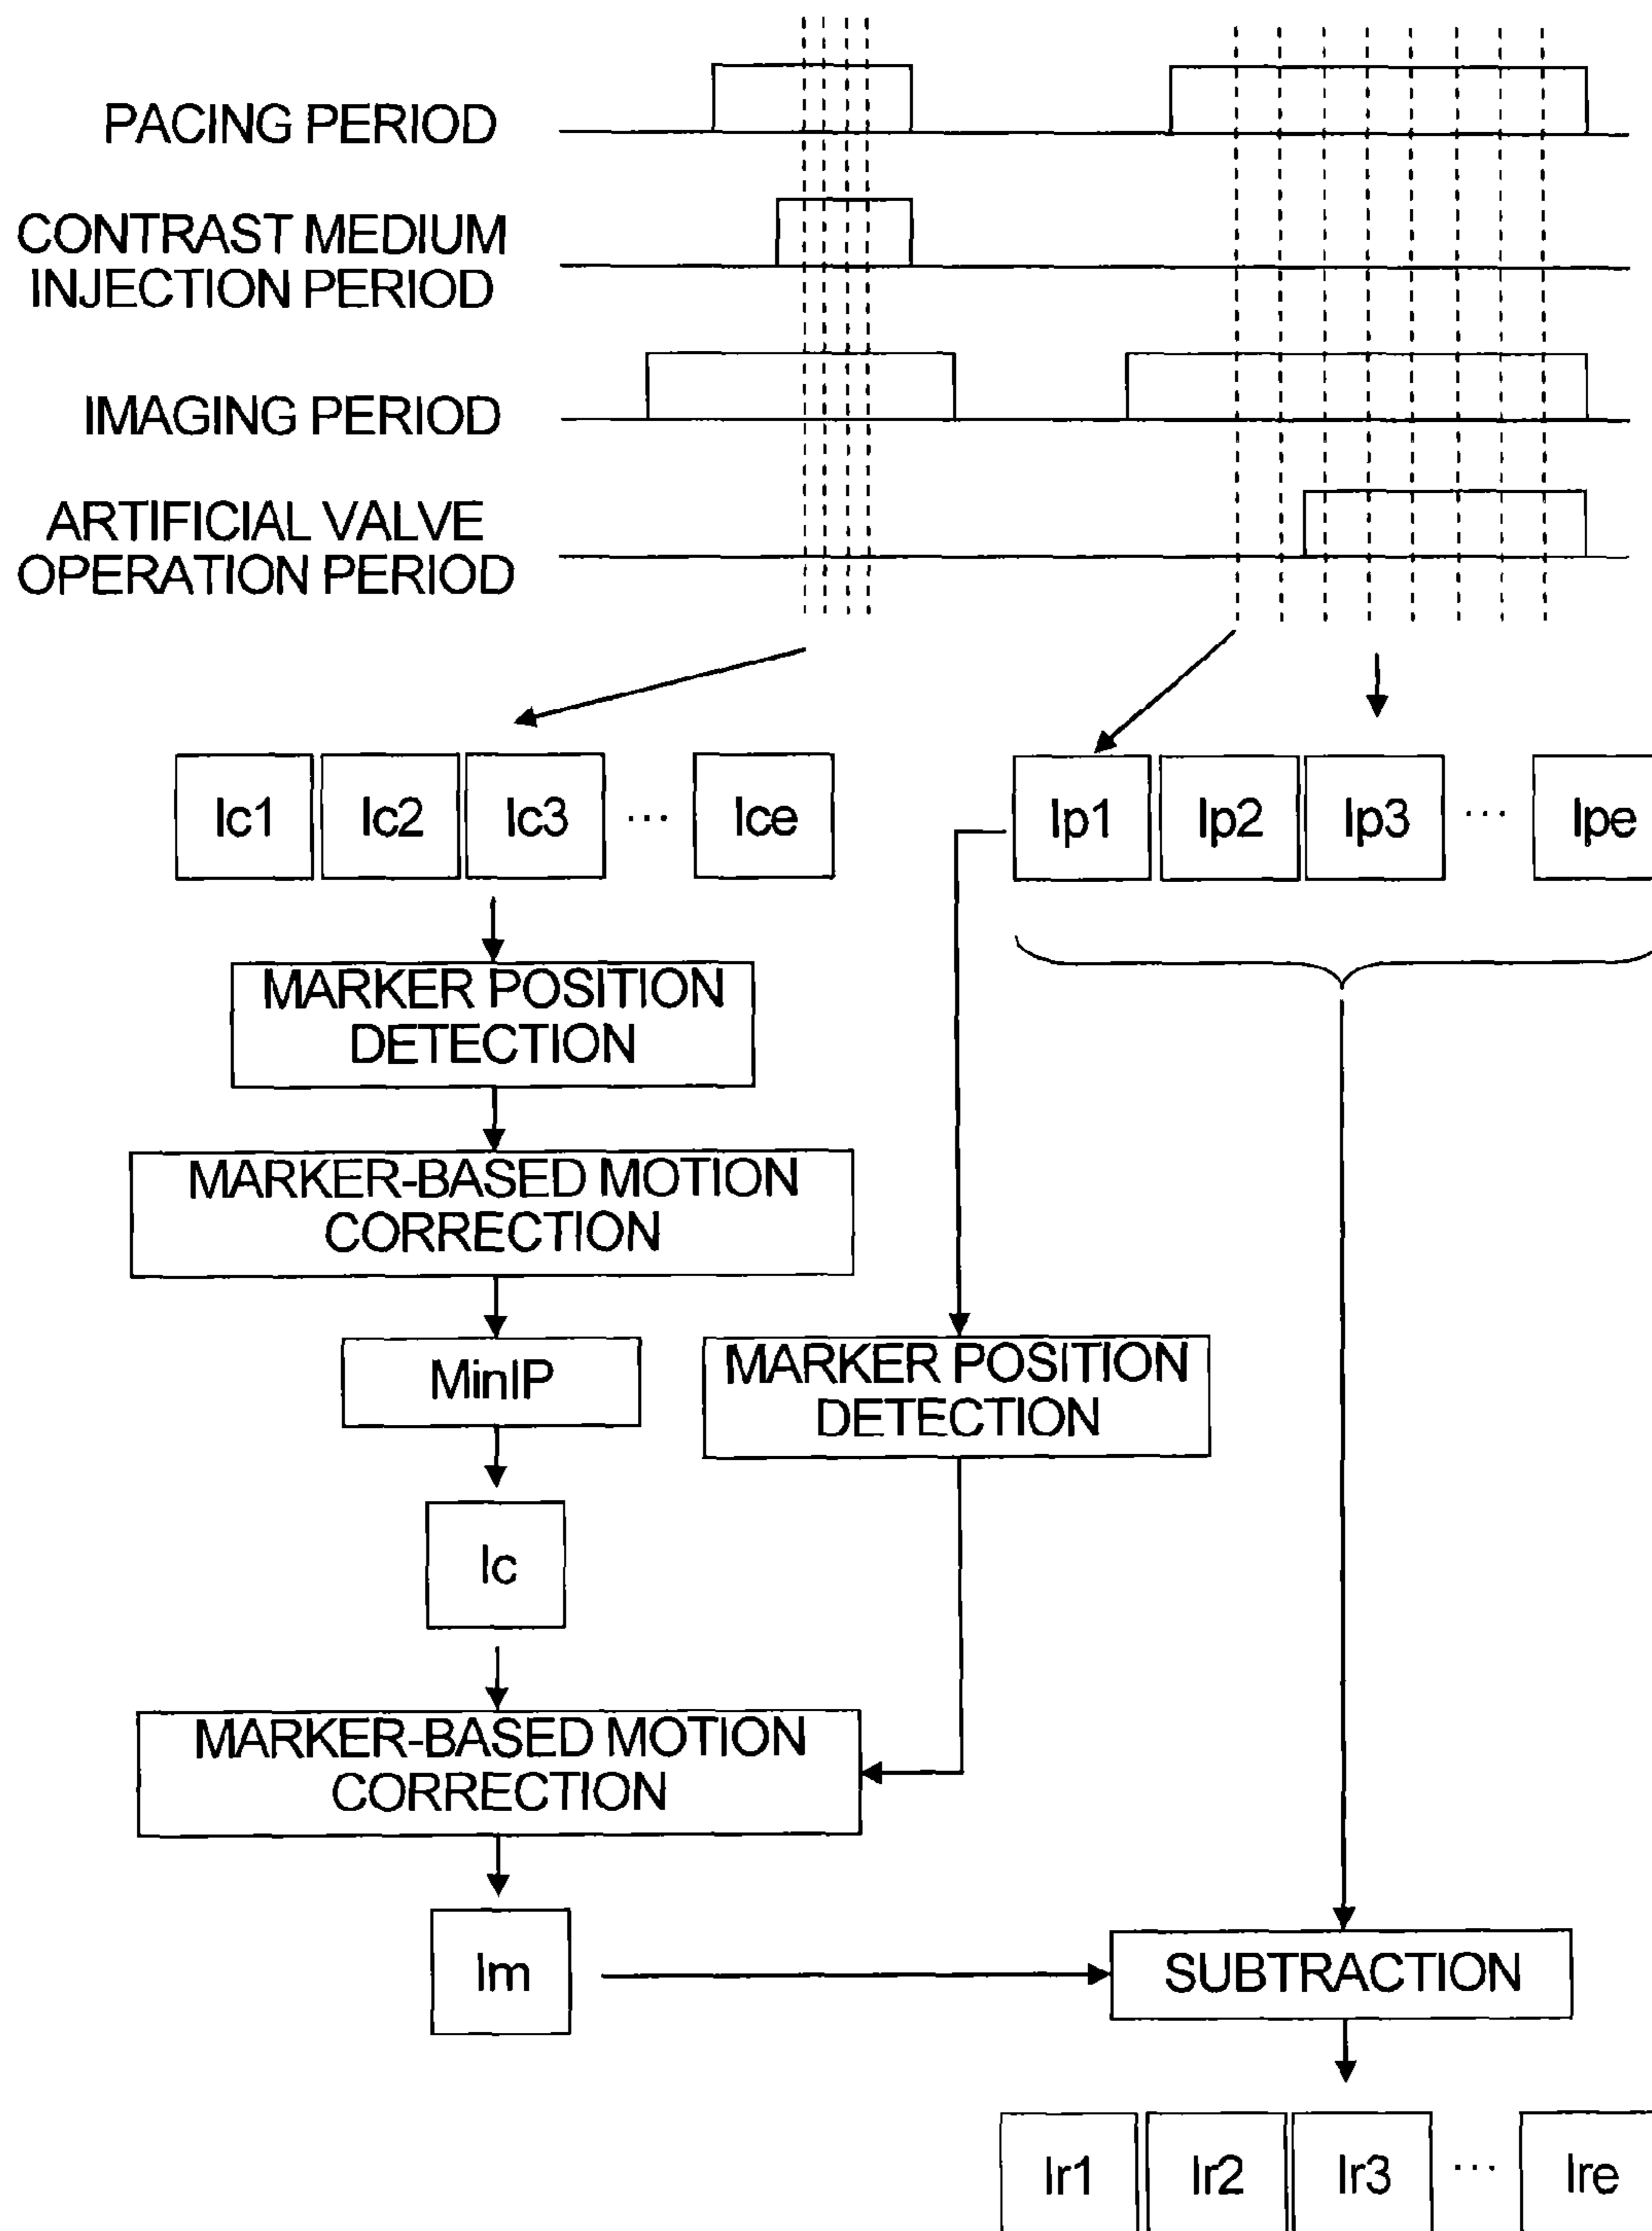 PACING PERIOD
CONTRAST MEDIUM
INJECTION PERIOD
IMAGING PERIOD
ARTIFICIAL VALVE
OPERATION PERIOD
Ic1 Ic2 Ic3 ... Ice
Ip1 Ip2 Ip3 ... Ipe
MARKER POSITION
DETECTION
MARKER-BASED MOTION
CORRECTION
MinIP
MARKER POSITION
DETECTION
Ic
MARKER-BASED MOTION
CORRECTION
Im
SUBTRACTION
Ir1 Ir2 Ir3 ... Ire